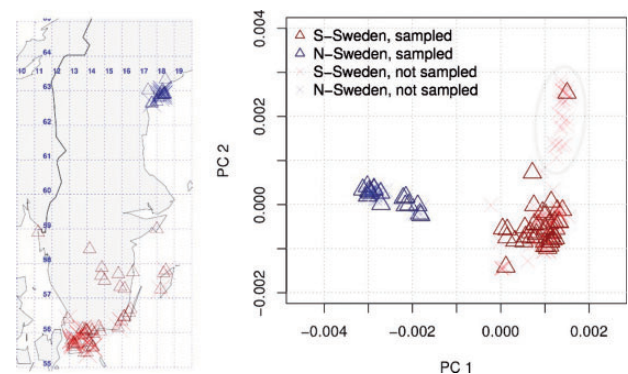 65
64
10 11 12 13 14 15 16 17 18 19
63
62
61
60
59
58
57
56
55
S-Sweden, sampled
N-Sweden, sampled
S-Sweden, not sampled
N-Sweden, not sampled
PC 2
0.004
0.002
0.000
-0.002
-0.004 -0.002 0.000 0.002
PC 1